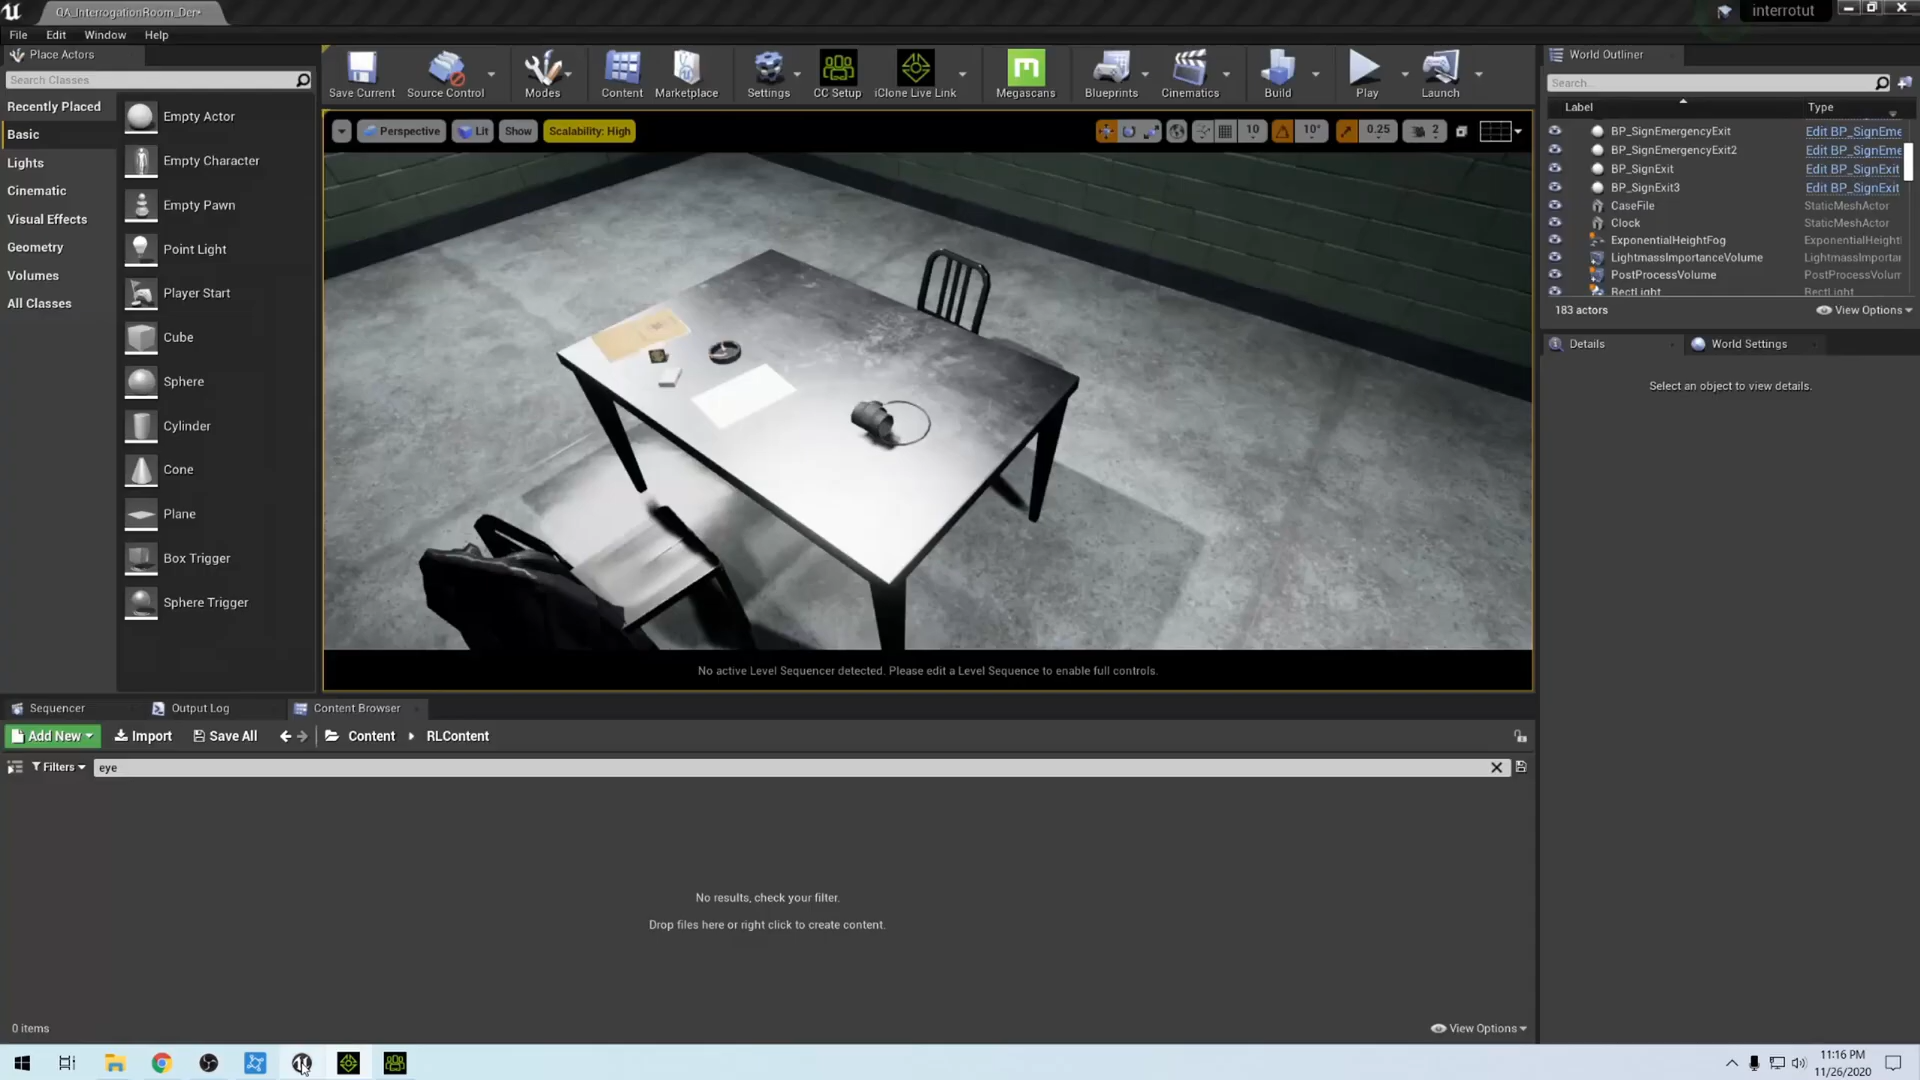 QA_InterrogationRoom_Der*
interrotut
File Edit Window Help
Place Actors
Search Classes
Recently Placed
Basic
Lights
Cinematic
Visual Effects
Geometry
Volumes
All Classes
Empty Actor
Empty Character
Empty Pawn
Point Light
Player Start
Cube
Sphere
Cylinder
Cone
Plane
Box Trigger
Sphere Trigger
Save Current Source Control Modes Content Marketplace Settings CC Setup iClone Live Link Megascans Blueprints Cinematics Build Play Launch
Perspective Lit Show Scalability: High 10 10° 0.25 2
No active Level Sequencer detected. Please edit a Level Sequence to enable full controls.
World Outliner
Search...
Label Type
BP_SignEmergencyExit Edit BP_SignEme
BP_SignEmergencyExit2 Edit BP_SignEme
BP_SignExit Edit BP_SignExit
BP_SignExit3 Edit BP_SignExit
CaseFile StaticMeshActor
Clock StaticMeshActor
ExponentialHeightFog ExponentialHeightl
LightmassImportanceVolume LightmassImportar
PostProcessVolume PostProcessVolum
RectLight RectLight
183 actors View Options
Details World Settings
Select an object to view details.
Sequencer Output Log Content Browser
Add New Import Save All Content RLContent
Filters eye
No results, check your filter.
Drop files here or right click to create content.
0 items View Options
11:16 PM
11/26/2020